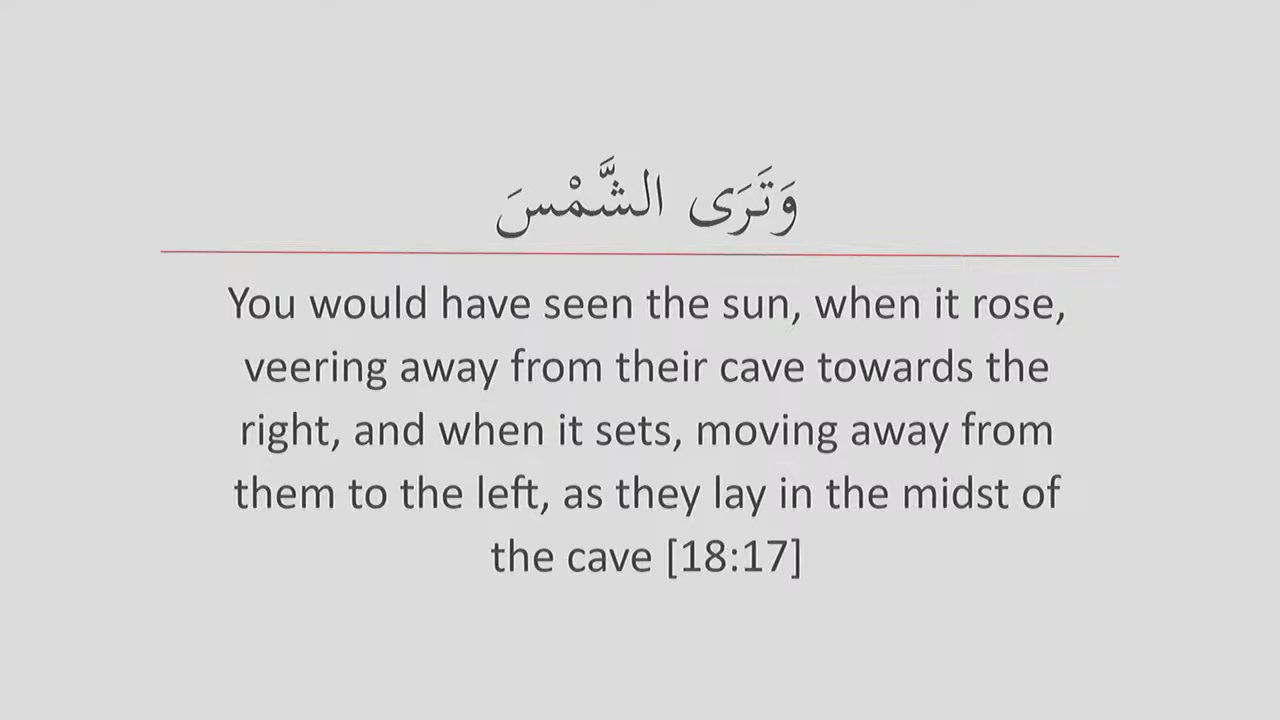 وَتَرَى الشَّمْسَ
You would have seen the sun, when it rose,
veering away from their cave towards the
right, and when it sets, moving away from
them to the left, as they lay in the midst of
the cave [18:17]